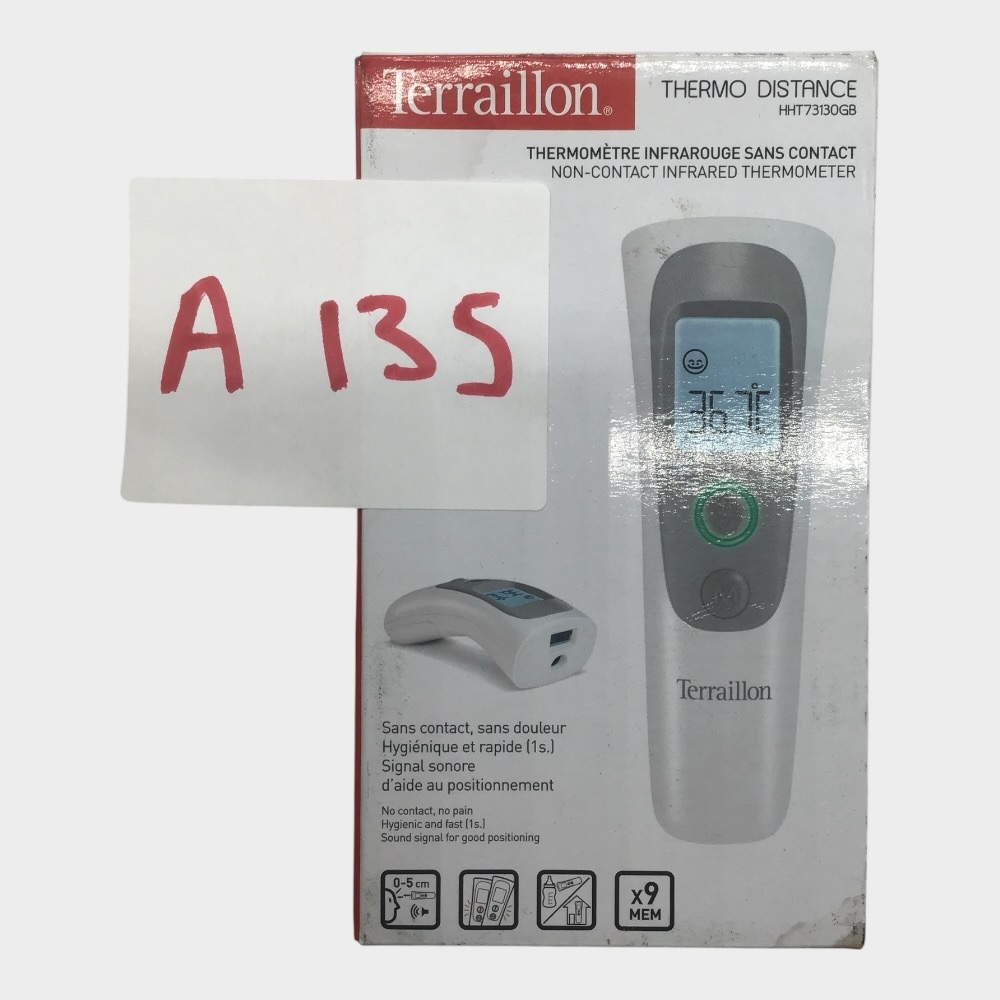 Terraillon®
THERMO DISTANCE
HHT73130GB
THERMOMÈTRE INFRAROUGE SANS CONTACT
NON-CONTACT INFRARED THERMOMETER
A 135
36.7°C
M
Terraillon
Sans contact, sans douleur
Hygiénique et rapide (1s.)
Signal sonore
d'aide au positionnement
No contact, no pain
Hygienic and fast (1s.)
Sound signal for good positioning
0-5 cm
x9
MEM